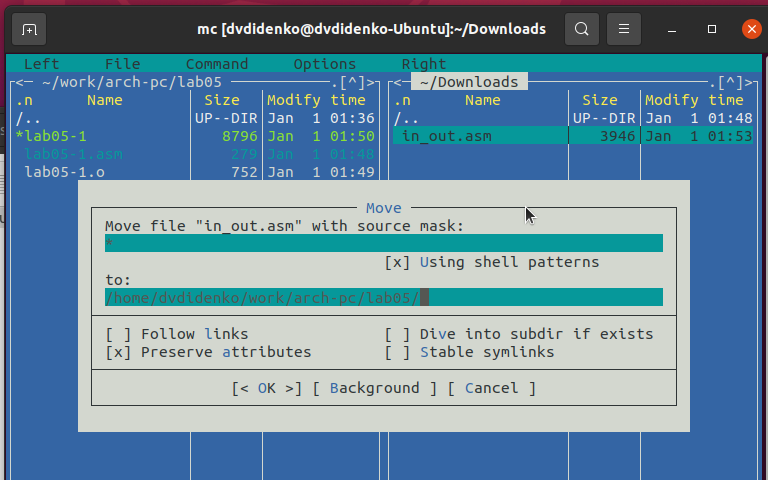 mc [dvdidenko@dvdidenko-Ubuntu]:~/Downloads
Left File Command Options Right
<─ ~/work/arch-pc/lab05 .[^]>
.n Name Size Modify time
/.. UP--DIR Jan 1 01:36
*lab05-1 8796 Jan 1 01:50
lab05-1.asm 279 Jan 1 01:48
lab05-1.o 752 Jan 1 01:49
<─ ~/Downloads .[^]>
.n Name Size Modify time
/.. UP--DIR Jan 1 01:48
in_out.asm 3946 Jan 1 01:53
Move
Move file "in_out.asm" with source mask:
*
[x] Using shell patterns
to:
/home/dvdidenko/work/arch-pc/lab05/
[ ] Follow links [ ] Dive into subdir if exists
[x] Preserve attributes [ ] Stable symlinks
[< OK >] [ Background ] [ Cancel ]